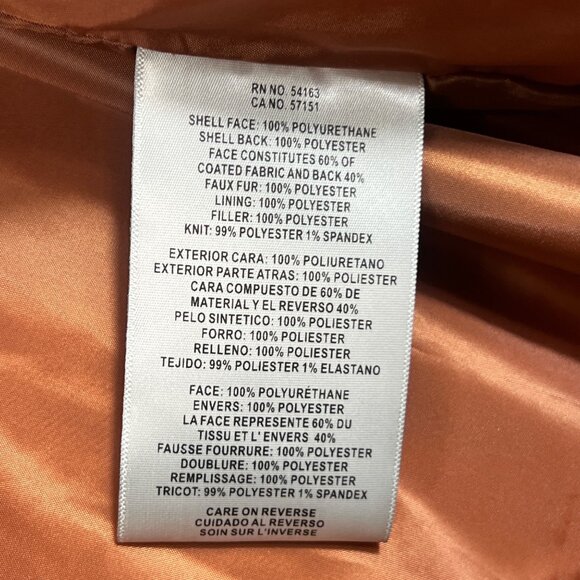 RN NO. 54163
CA NO. 57151
SHELL FACE: 100% POLYURETHANE
SHELL BACK: 100% POLYESTER
FACE CONSTITUTES 60% OF
COATED FABRIC AND BACK 40%
FAUX FUR: 100% POLYESTER
LINING: 100% POLYESTER
FILLER: 100% POLYESTER
KNIT: 99% POLYESTER 1% SPANDEX
EXTERIOR CARA: 100% POLIURETANO
EXTERIOR PARTE ATRAS: 100% POLIESTER
CARA COMPUESTO DE 60% DE
MATERIAL Y EL REVERSO 40%
PELO SINTETICO: 100% POLIESTER
FORRO: 100% POLIESTER
RELLENO: 100% POLIESTER
TEJIDO: 99% POLIESTER 1% ELASTANO
FACE: 100% POLYURÉTHANE
ENVERS: 100% POLYESTER
LA FACE REPRESENTE 60% DU
TISSU ET L' ENVERS 40%
FAUSSE FOURRURE: 100% POLYESTER
DOUBLURE: 100% POLYESTER
REMPLISSAGE: 100% POLYESTER
TRICOT: 99% POLYESTER 1% SPANDEX
CARE ON REVERSE
CUIDADO AL REVERSO
SOIN SUR L'INVERSE